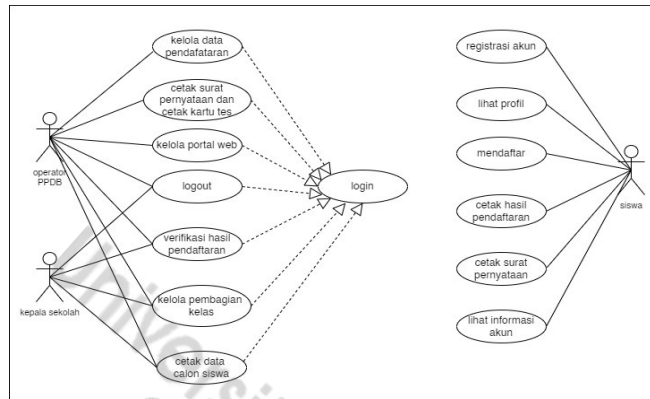 kelola data
pendafataran
cetak surat
pernyataan dan
cetak kartu tes
operator
PPDB
kelola portal web
logout
login
verifikasi hasil
pendaftaran
kepala sekolah
kelola pembagian
kelas
cetak data
calon siswa
registrasi akun
lihat profil
mendaftar
siswa
cetak hasil
pendaftaran
cetak surat
pernyataan
lihat informasi
akun